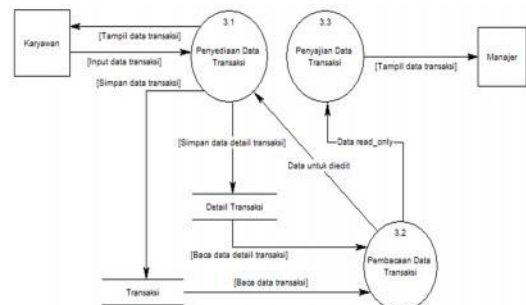 3.1
3.3
Karyawan
[Tampil data transaksi]
Penyediaan Data
Transaksi
Penyajian Data
Transaksi
Manajer
[Input data transaksi]
[Tampil data transaksi]
[Simpan data transaksi]
[Simpan data detail transaksi]
Data read_only
Data untuk diedit
Detail Transaksi
3.2
[Baca data detail transaksi]
Pembacaan Data
Transaksi
Transaksi
[Baca data transaksi]